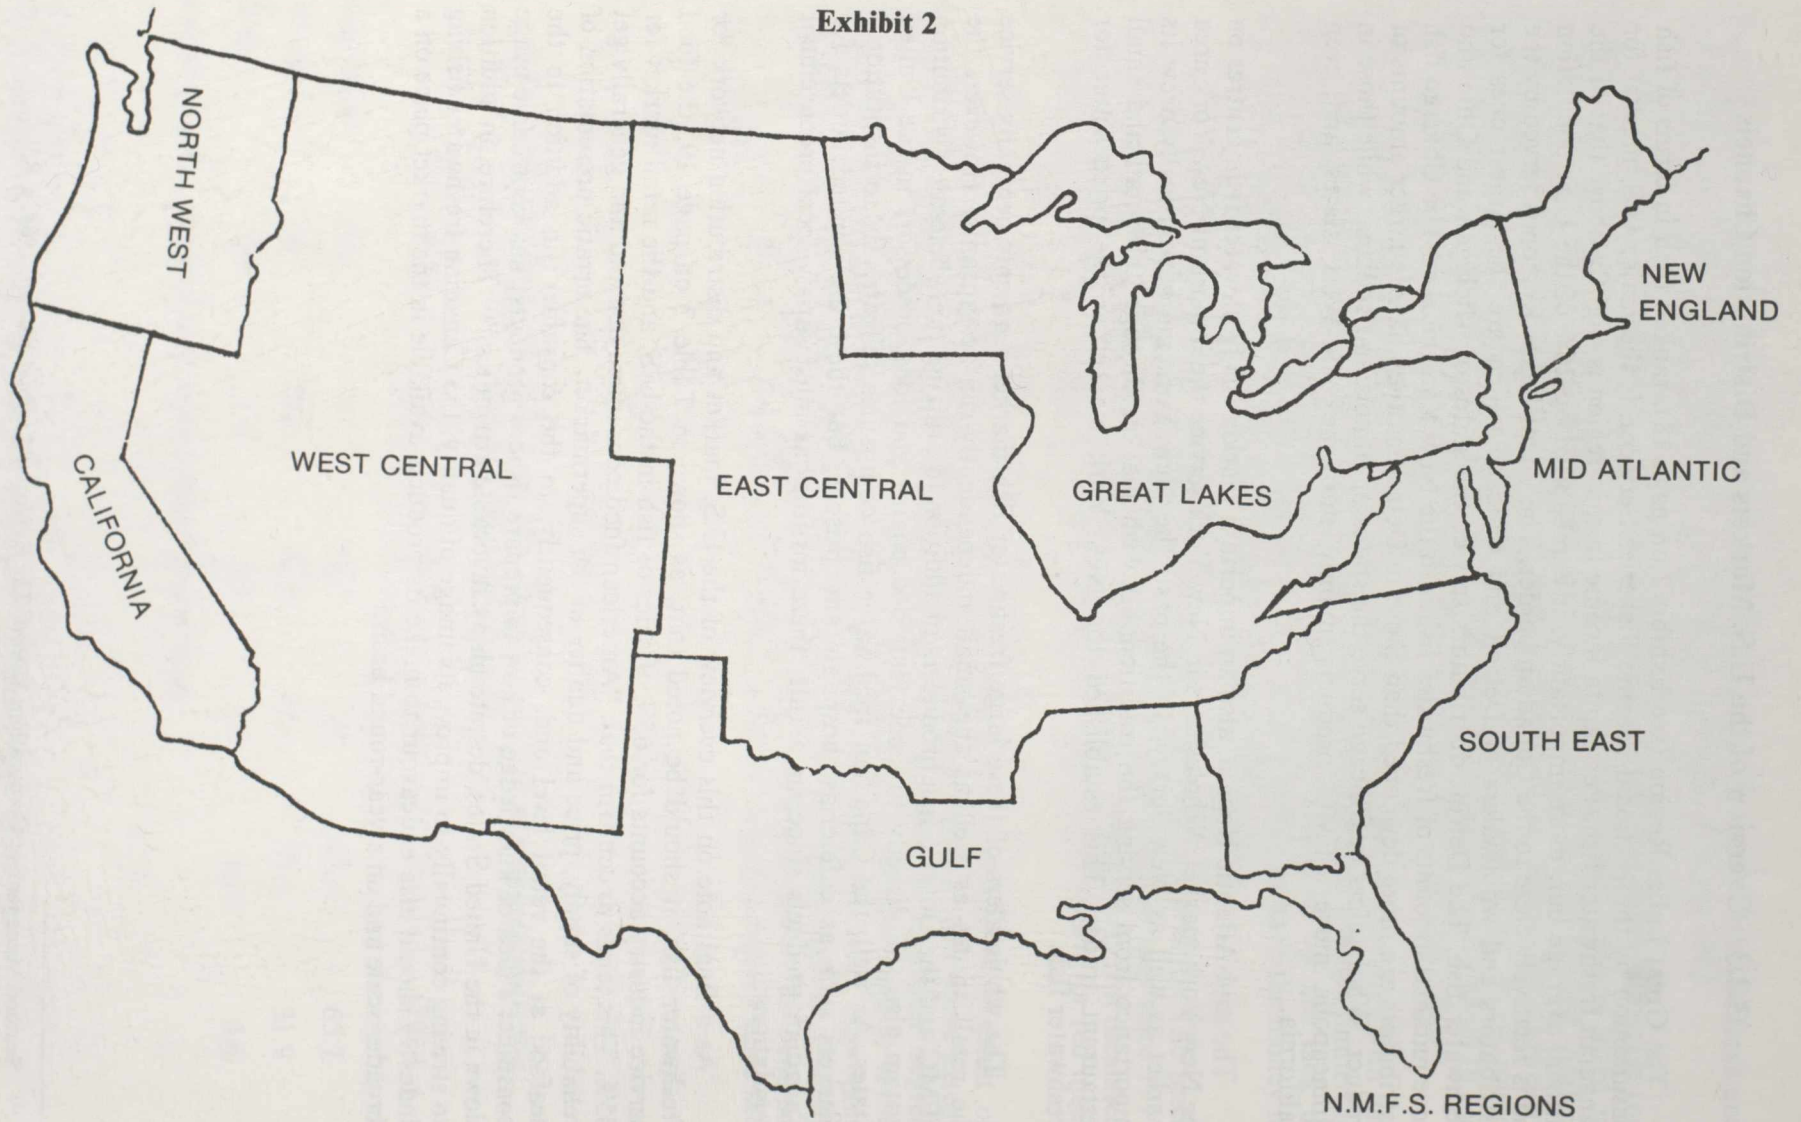 Exhibit 2
NORTH WEST
NEW
ENGLAND
WEST CENTRAL
EAST CENTRAL
GREAT LAKES
MID ATLANTIC
CALIFORNIA
SOUTH EAST
GULF
N.M.F.S. REGIONS